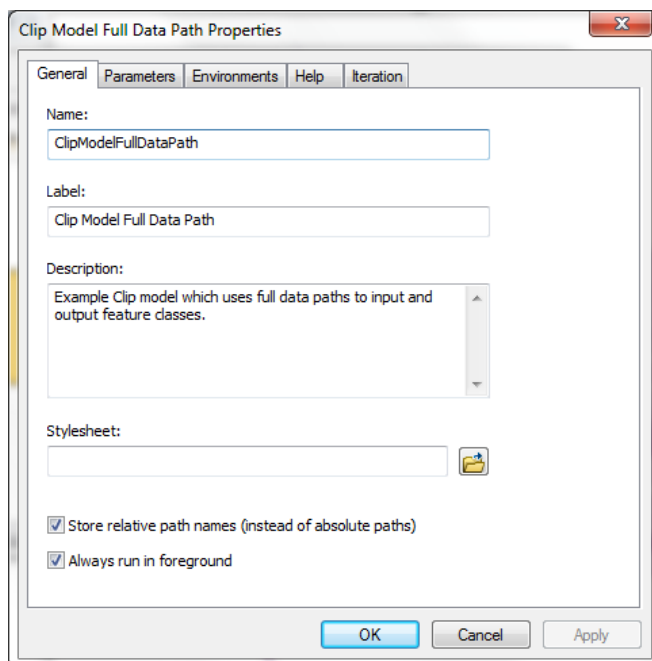 Clip Model Full Data Path Properties
General Parameters Environments Help Iteration
Name:
ClipModelFullDataPath
Label:
Clip Model Full Data Path
Description:
Example Clip model which uses full data paths to input and
output feature classes.
Stylesheet:
Store relative path names (instead of absolute paths)
Always run in foreground
OK Cancel Apply